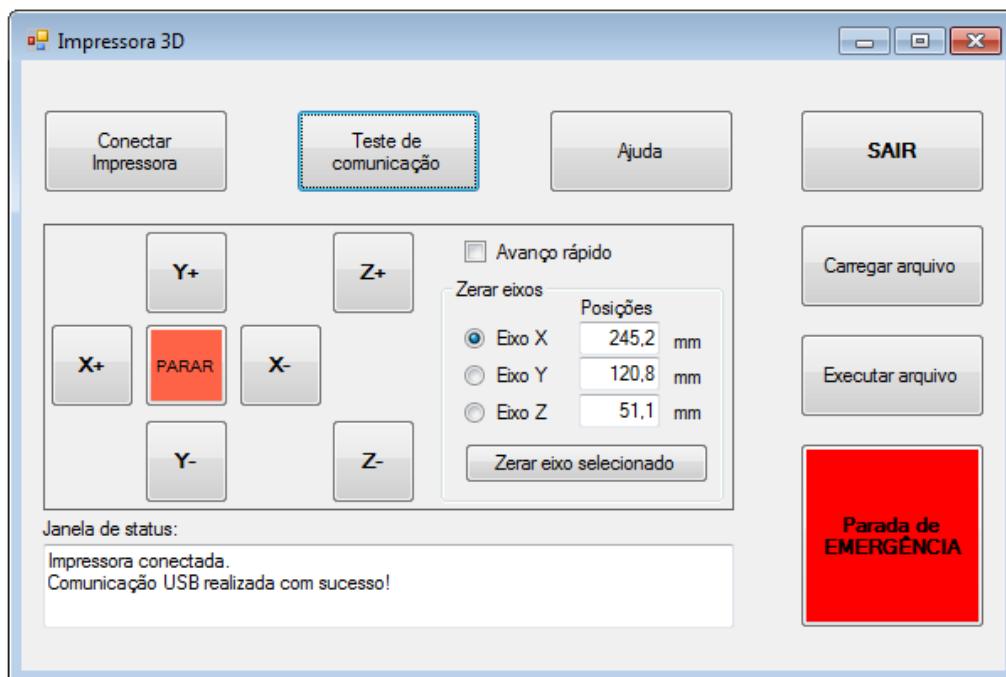 Impressora 3D
Conectar
Impressora
Teste de
comunicação
Ajuda
SAIR
Y+
Z+
X+
PARAR
X-
Y-
Z-
Avanço rápido
Zerar eixos
Posições
Eixo X 245,2 mm
Eixo Y 120,8 mm
Eixo Z 51,1 mm
Zerar eixo selecionado
Carregar arquivo
Executar arquivo
Parada de
EMERGÊNCIA
Janela de status:
Impressora conectada.
Comunicação USB realizada com sucesso!